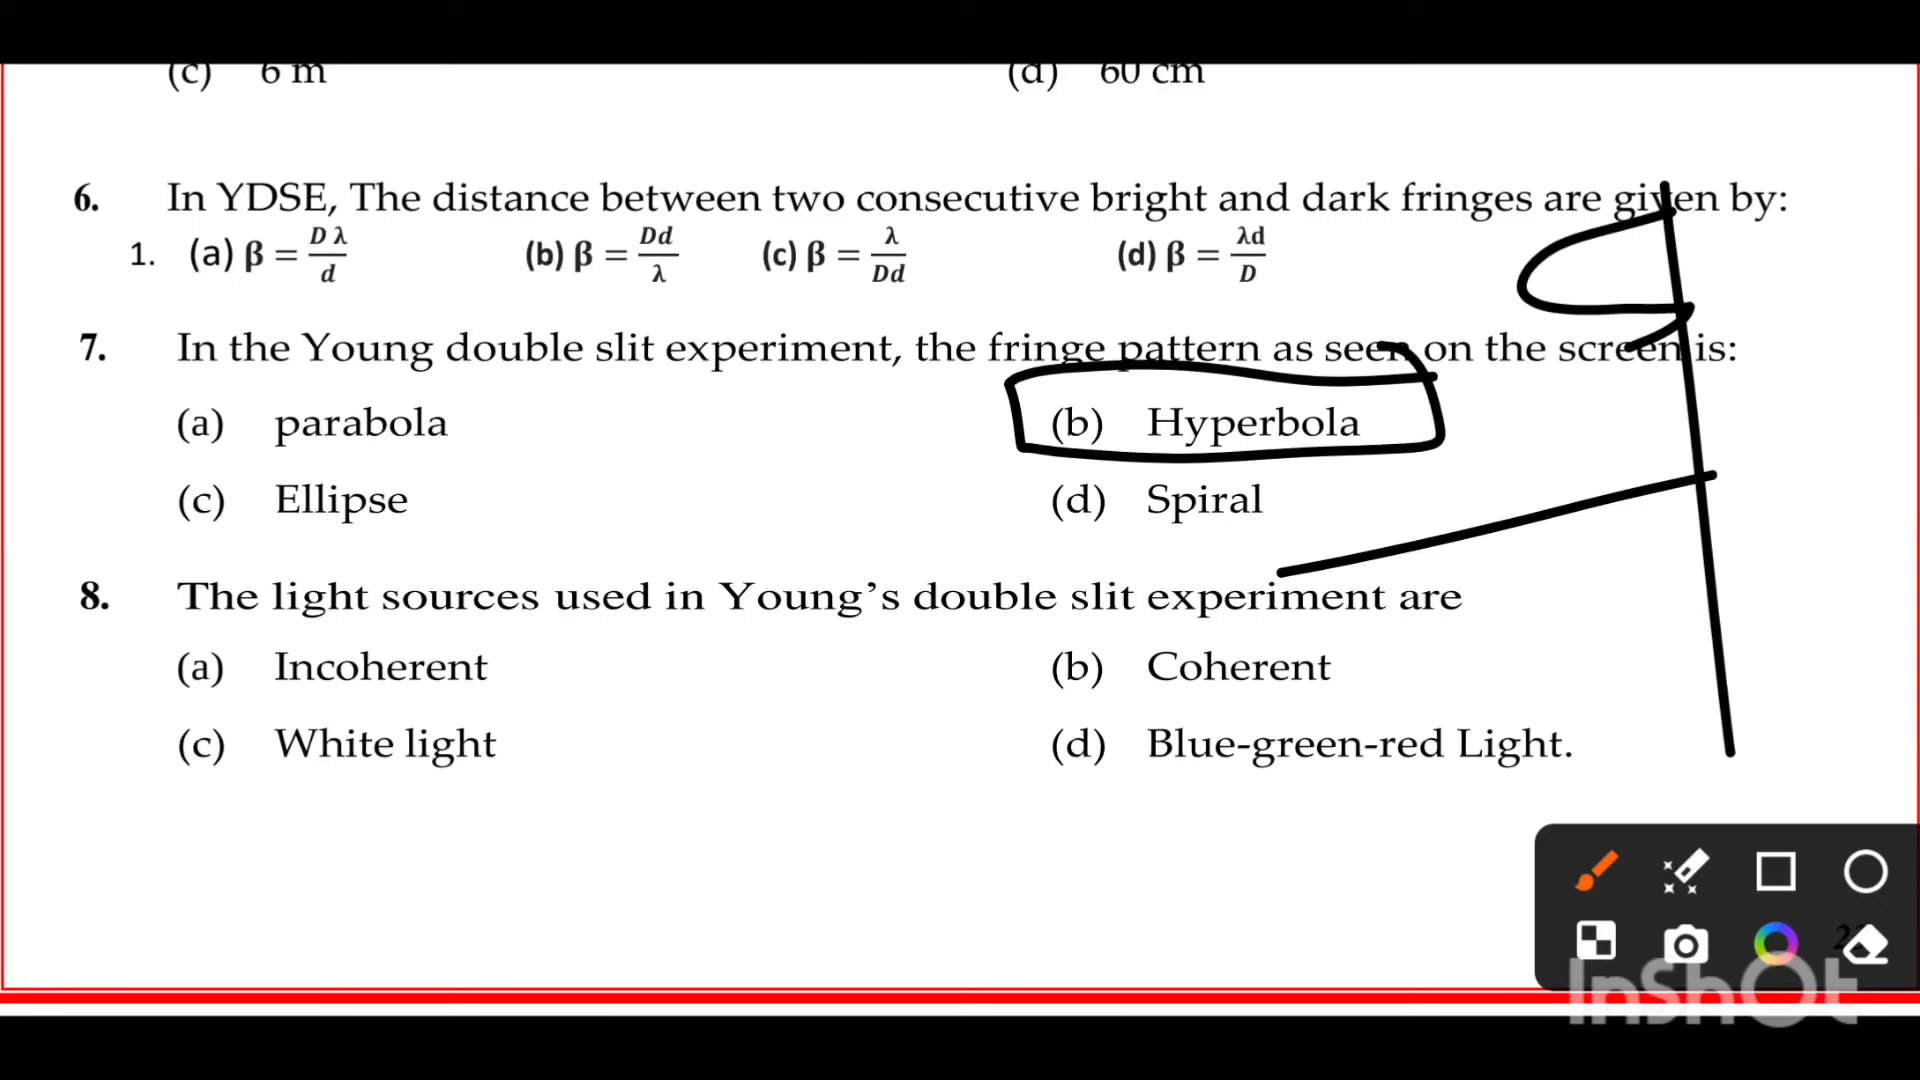 (c) 6 m (d) 60 cm
6. In YDSE, The distance between two consecutive bright and dark fringes are given by:
1. (a) β = Dλ/d (b) β = Dd/λ (c) β = λ/Dd (d) β = λd/D
7. In the Young double slit experiment, the fringe pattern as seen on the screen is:
(a) parabola (b) Hyperbola
(c) Ellipse (d) Spiral
8. The light sources used in Young’s double slit experiment are
(a) Incoherent (b) Coherent
(c) White light (d) Blue-green-red Light.
InShOt